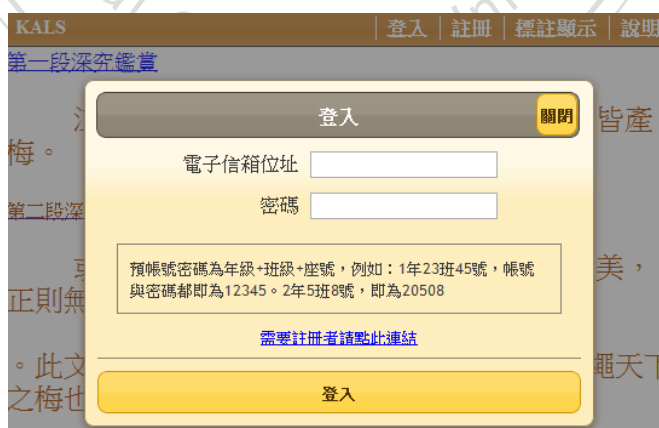 KALS | 登入 | 註冊 | 標註顯示 | 說明
第一段深究鑑賞
登入 關閉
皆產
梅。
電子信箱位址
密碼
第二段深
預帳號密碼為年級+班級+座號，例如：1年23班45號，帳號
與密碼都即為12345。2年5班8號，即為20508
美，
正則無
需要註冊者請點此連結
。此文 繩天下
之梅也
登入